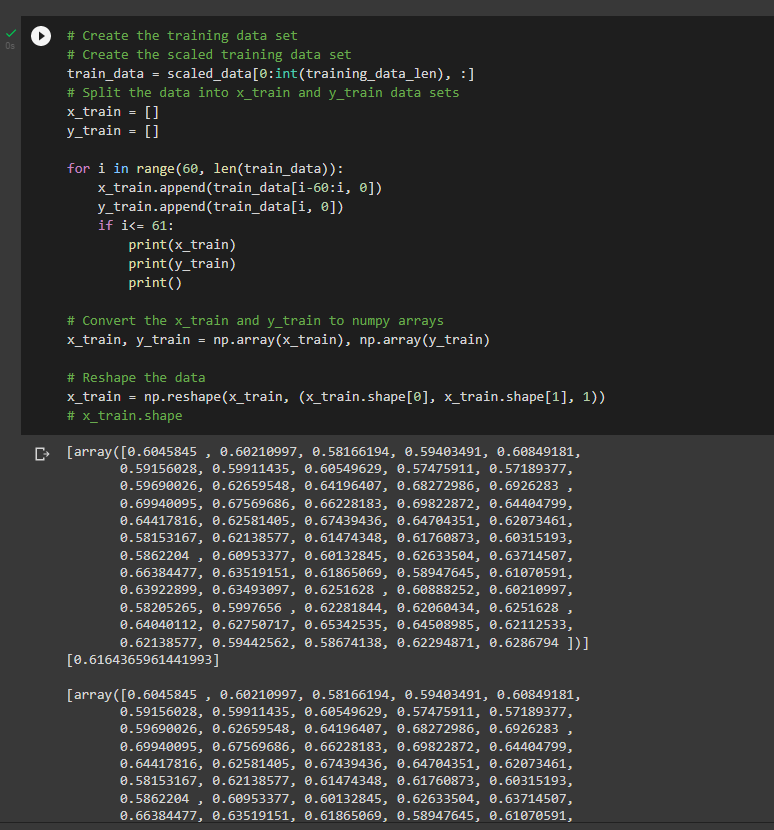 0s
# Create the training data set
# Create the scaled training data set
train_data = scaled_data[0:int(training_data_len), :]
# Split the data into x_train and y_train data sets
x_train = []
y_train = []
for i in range(60, len(train_data)):
    x_train.append(train_data[i-60:i, 0])
    y_train.append(train_data[i, 0])
    if i<= 61:
        print(x_train)
        print(y_train)
        print()
# Convert the x_train and y_train to numpy arrays
x_train, y_train = np.array(x_train), np.array(y_train)
# Reshape the data
x_train = np.reshape(x_train, (x_train.shape[0], x_train.shape[1], 1))
# x_train.shape
[array([0.6045845 , 0.60210997, 0.58166194, 0.59403491, 0.60849181,
       0.59156028, 0.59911435, 0.60549629, 0.57475911, 0.57189377,
       0.59690026, 0.62659548, 0.64196407, 0.68272986, 0.6926283 ,
       0.69940095, 0.67569686, 0.66228183, 0.69822872, 0.64404799,
       0.64417816, 0.62581405, 0.67439436, 0.64704351, 0.62073461,
       0.58153167, 0.62138577, 0.61474348, 0.61760873, 0.60315193,
       0.5862204 , 0.60953377, 0.60132845, 0.62633504, 0.63714507,
       0.66384477, 0.63519151, 0.61865069, 0.58947645, 0.61070591,
       0.63922899, 0.63493097, 0.6251628 , 0.60888252, 0.60210997,
       0.58205265, 0.5997656 , 0.62281844, 0.62060434, 0.6251628 ,
       0.64040112, 0.62750717, 0.65342535, 0.64508985, 0.62112533,
       0.62138577, 0.59442562, 0.58674138, 0.62294871, 0.6286794 ])]
[0.6164365961441993]
[array([0.6045845 , 0.60210997, 0.58166194, 0.59403491, 0.60849181,
       0.59156028, 0.59911435, 0.60549629, 0.57475911, 0.57189377,
       0.59690026, 0.62659548, 0.64196407, 0.68272986, 0.6926283 ,
       0.69940095, 0.67569686, 0.66228183, 0.69822872, 0.64404799,
       0.64417816, 0.62581405, 0.67439436, 0.64704351, 0.62073461,
       0.58153167, 0.62138577, 0.61474348, 0.61760873, 0.60315193,
       0.5862204 , 0.60953377, 0.60132845, 0.62633504, 0.63714507,
       0.66384477, 0.63519151, 0.61865069, 0.58947645, 0.61070591,